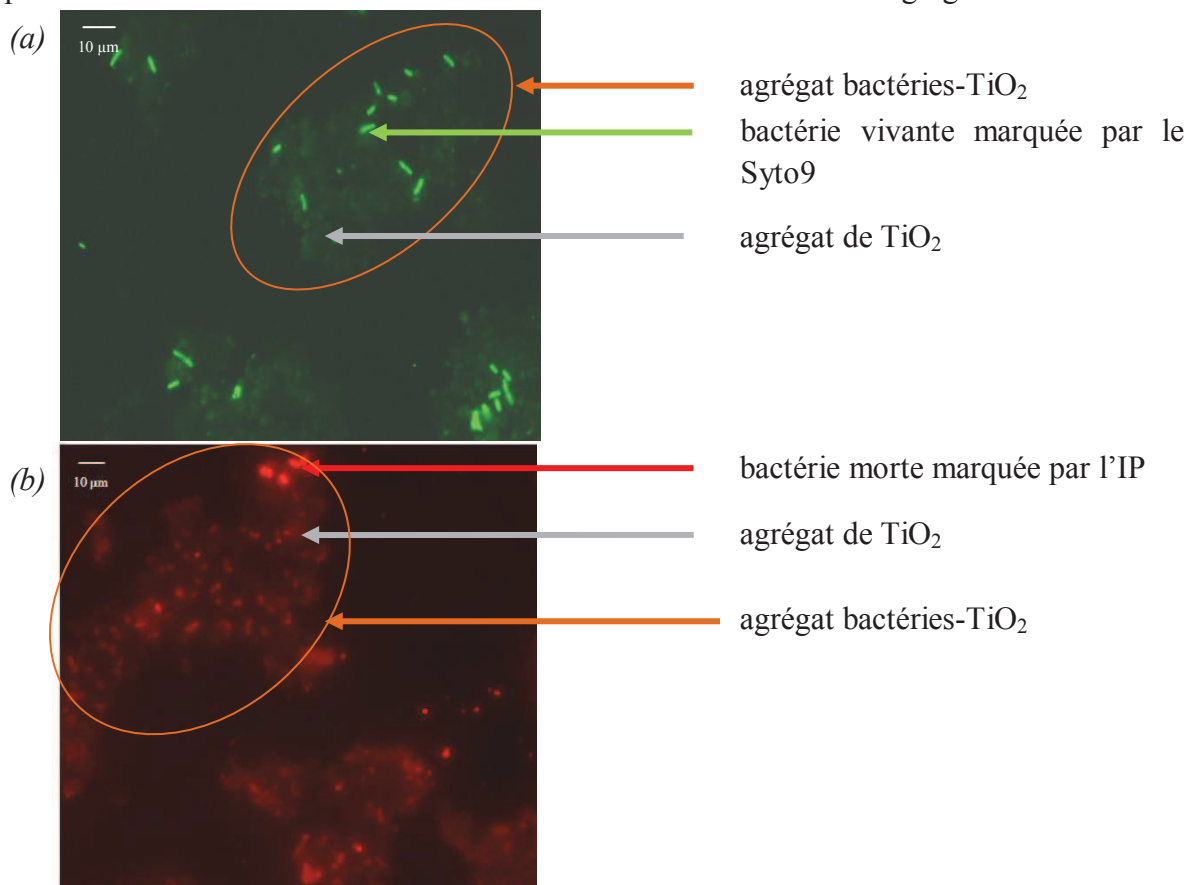 (a)
10 µm
agrégat bactéries-TiO₂
bactérie vivante marquée par le
Syto9
agrégat de TiO₂
(b)
10 µm
bactérie morte marquée par l’IP
agrégat de TiO₂
agrégat bactéries-TiO₂